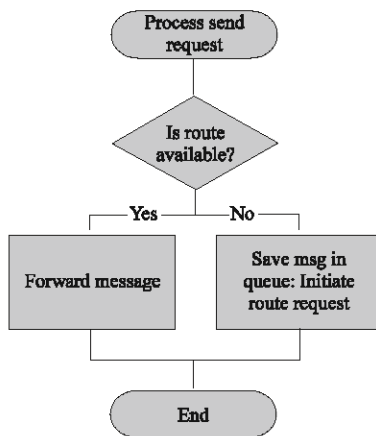 Process send
request
Is route
available?
Yes
No
Forward message
Save msg in
queue: Initiate
route request
End